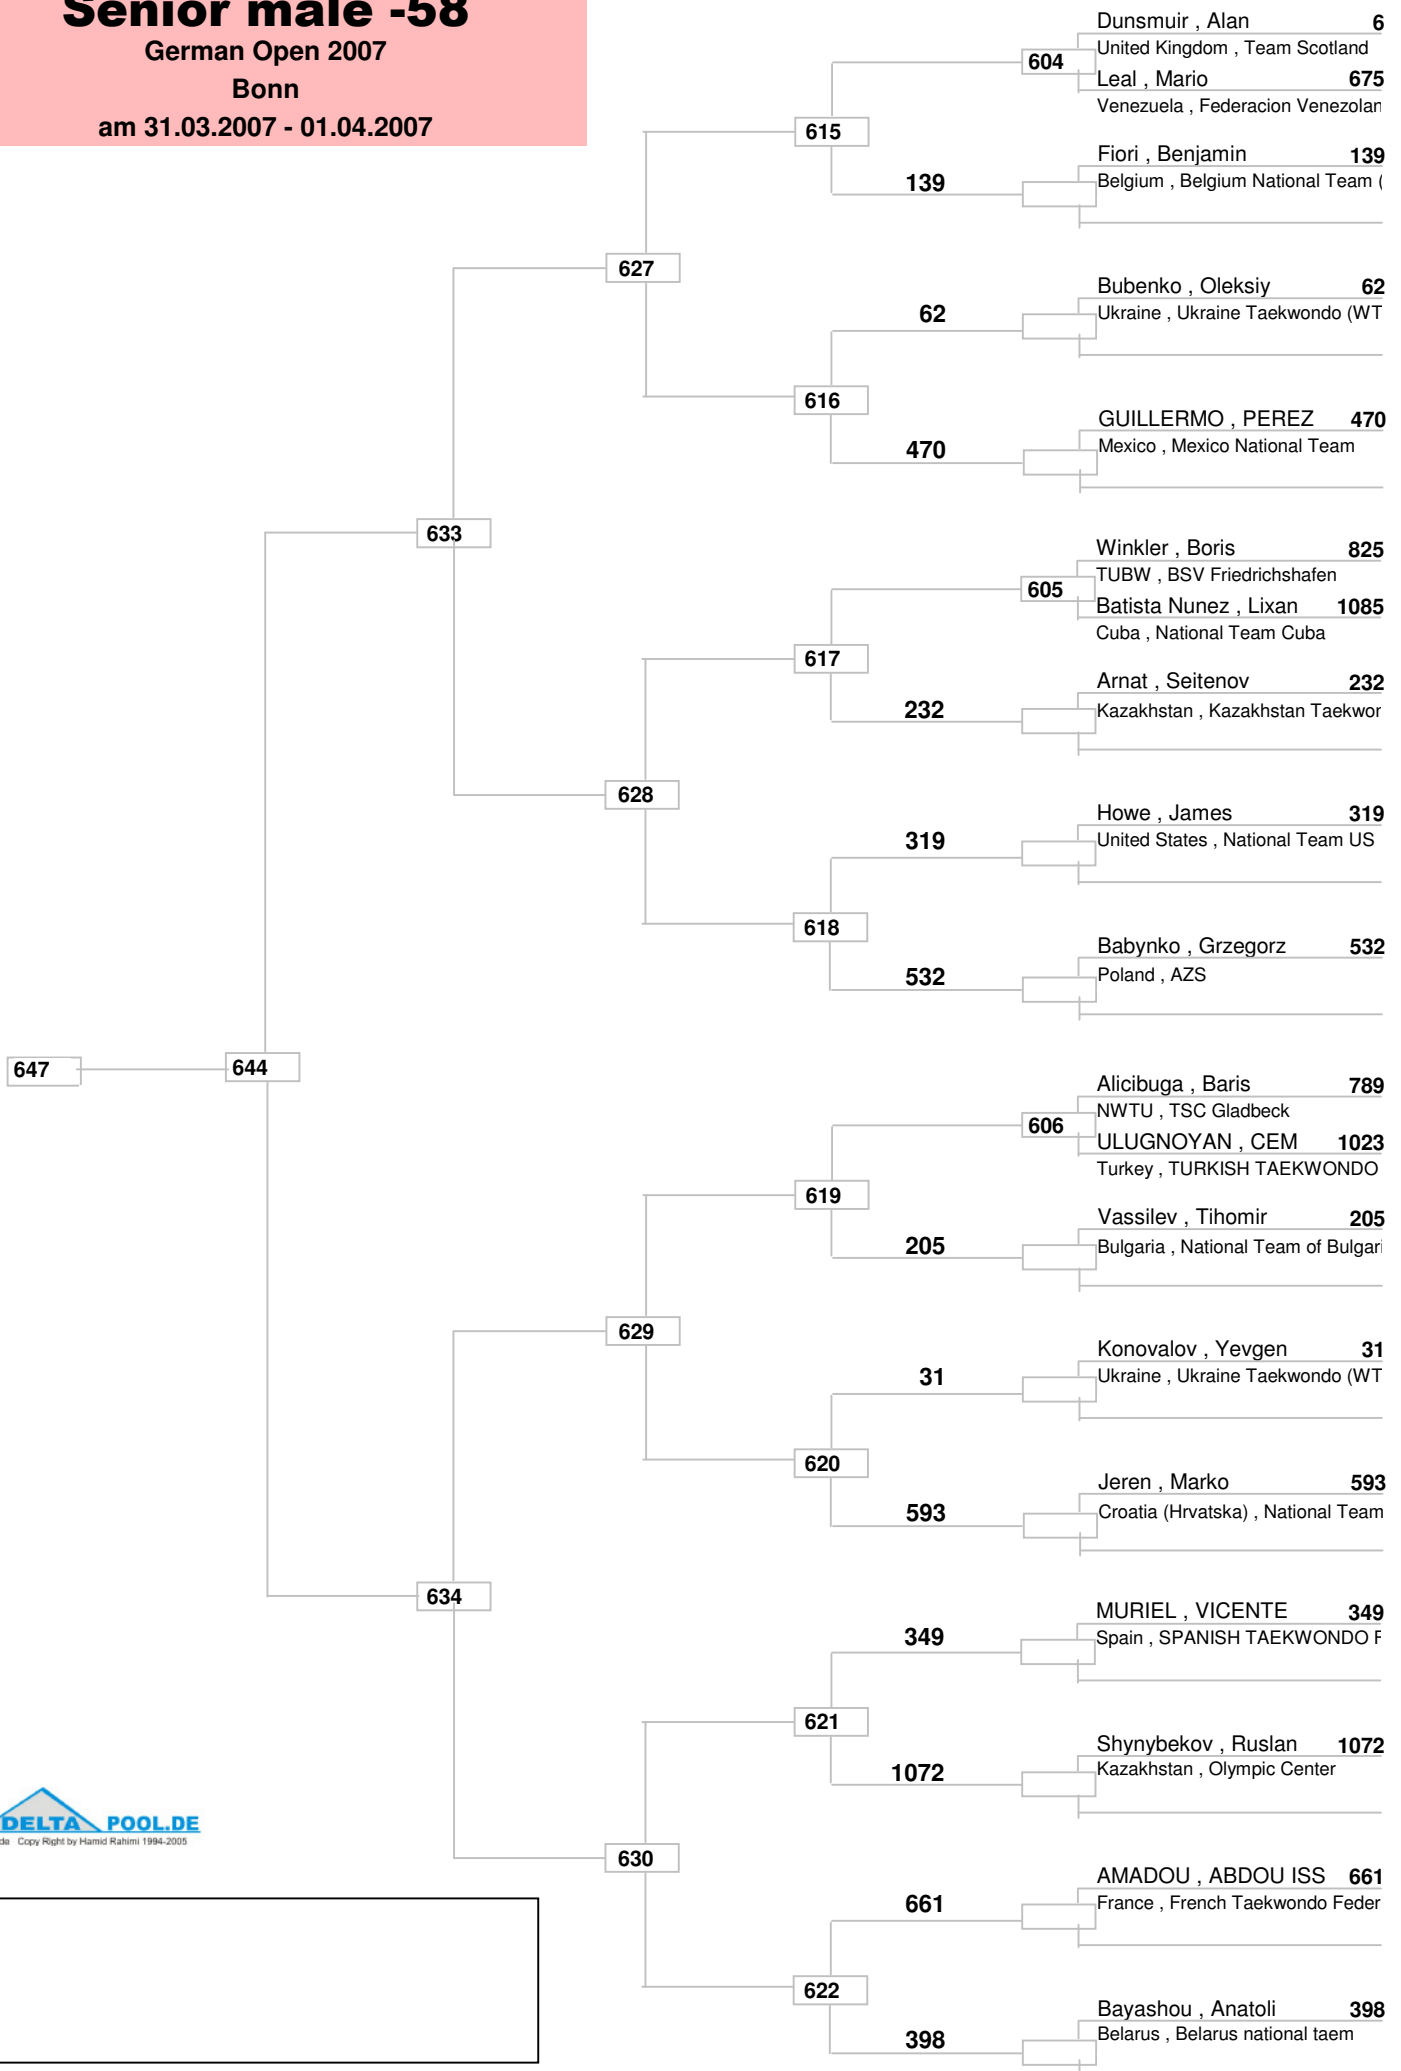 Senior male -58
German Open 2007
Bonn
am 31.03.2007 - 01.04.2007
Dunsmuir , Alan 6
United Kingdom , Team Scotland
604
Leal , Mario 675
Venezuela , Federacion Venezolan
615
Fiori , Benjamin 139
139
Belgium , Belgium National Team (
627
Bubenko , Oleksiy 62
62
Ukraine , Ukraine Taekwondo (WT
616
GUILLERMO , PEREZ 470
470
Mexico , Mexico National Team
633
Winkler , Boris 825
TUBW , BSV Friedrichshafen
605
Batista Nunez , Lixan 1085
Cuba , National Team Cuba
617
Arnat , Seitenov 232
232
Kazakhstan , Kazakhstan Taekwor
628
Howe , James 319
319
United States , National Team US
618
Babynko , Grzegorz 532
532
Poland , AZS
647
644
Alicibuga , Baris 789
NWTU , TSC Gladbeck
606
ULUGNOYAN , CEM 1023
Turkey , TURKISH TAEKWONDO
619
Vassilev , Tihomir 205
205
Bulgaria , National Team of Bulgari
629
Konovalov , Yevgen 31
31
Ukraine , Ukraine Taekwondo (WT
620
Jeren , Marko 593
593
Croatia (Hrvatska) , National Team
634
MURIEL , VICENTE 349
349
Spain , SPANISH TAEKWONDO F
621
Shynybekov , Ruslan 1072
1072
Kazakhstan , Olympic Center
DELTA POOL.DE
de Copy Right by Hamid Rahimi 1994-2005
630
AMADOU , ABDOU ISS 661
661
France , French Taekwondo Feder
622
Bayashou , Anatoli 398
398
Belarus , Belarus national taem